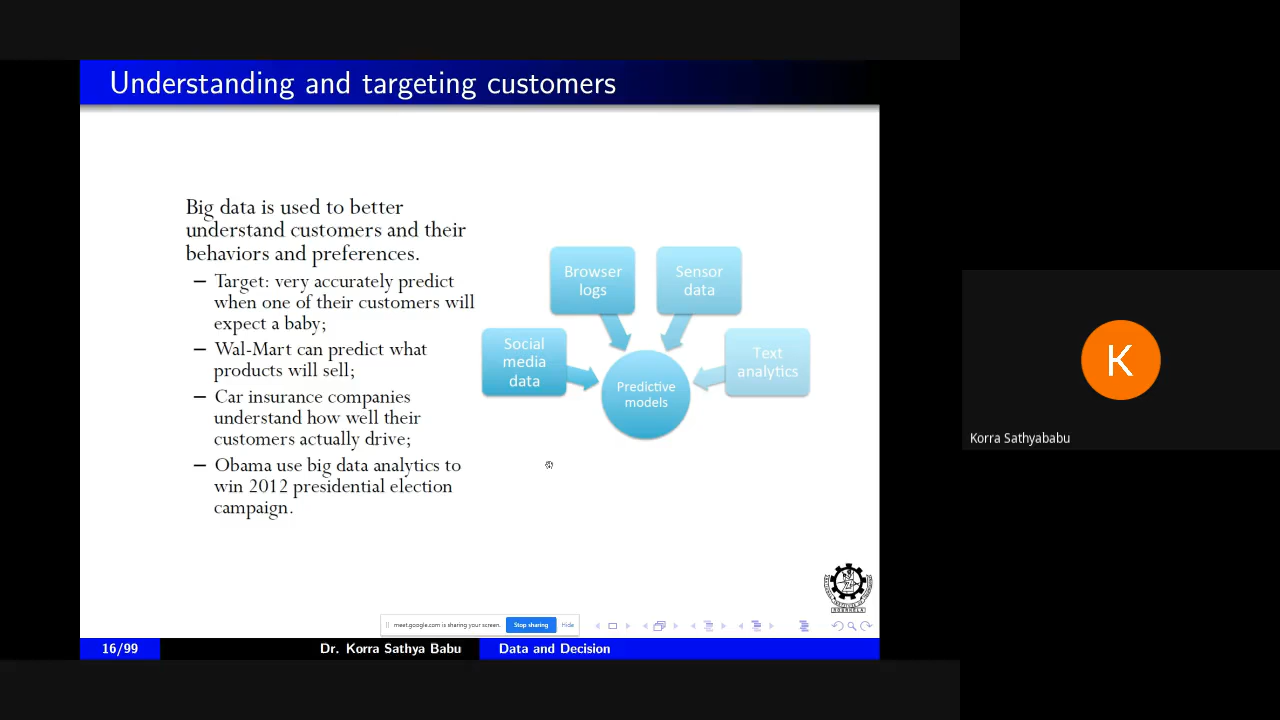 Understanding and targeting customers
Big data is used to better
understand customers and their
behaviors and preferences.
– Target: very accurately predict
when one of their customers will
expect a baby;
– Wal-Mart can predict what
products will sell;
– Car insurance companies
understand how well their
customers actually drive;
– Obama use big data analytics to
win 2012 presidential election
campaign.
Browser
logs
Sensor
data
Social
media
data
Text
analytics
Predictive
models
K
Korra Sathyababu
meet.google.com is sharing your screen.
Stop sharing
Hide
16/99
Dr. Korra Sathya Babu
Data and Decision